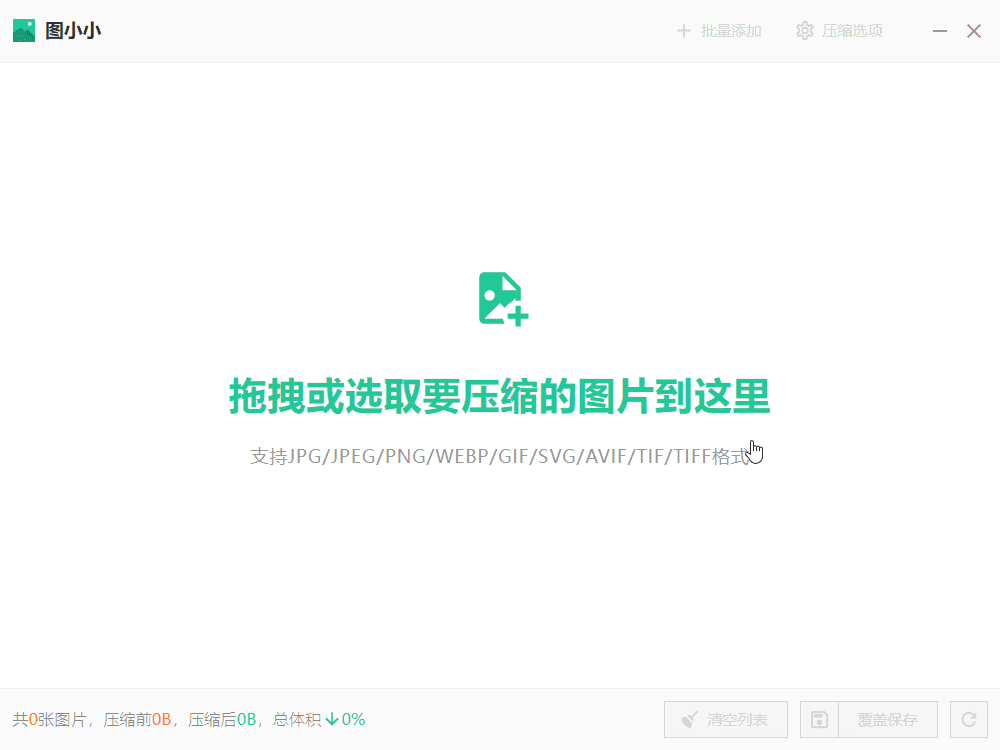 图小小
批量添加
压缩选项
拖拽或选取要压缩的图片到这里
支持JPG/JPEG/PNG/WEBP/GIF/SVG/AVIF/TIF/TIFF格式
共0张图片，压缩前0B，压缩后0B，总体积↓0%
清空列表
覆盖保存